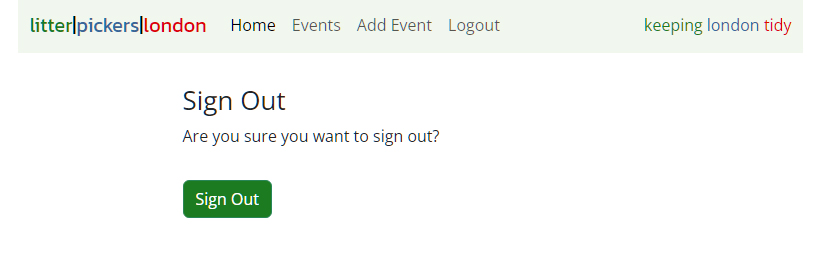 litter|pickers|london Home Events Add Event Logout keeping london tidy
Sign Out
Are you sure you want to sign out?
Sign Out